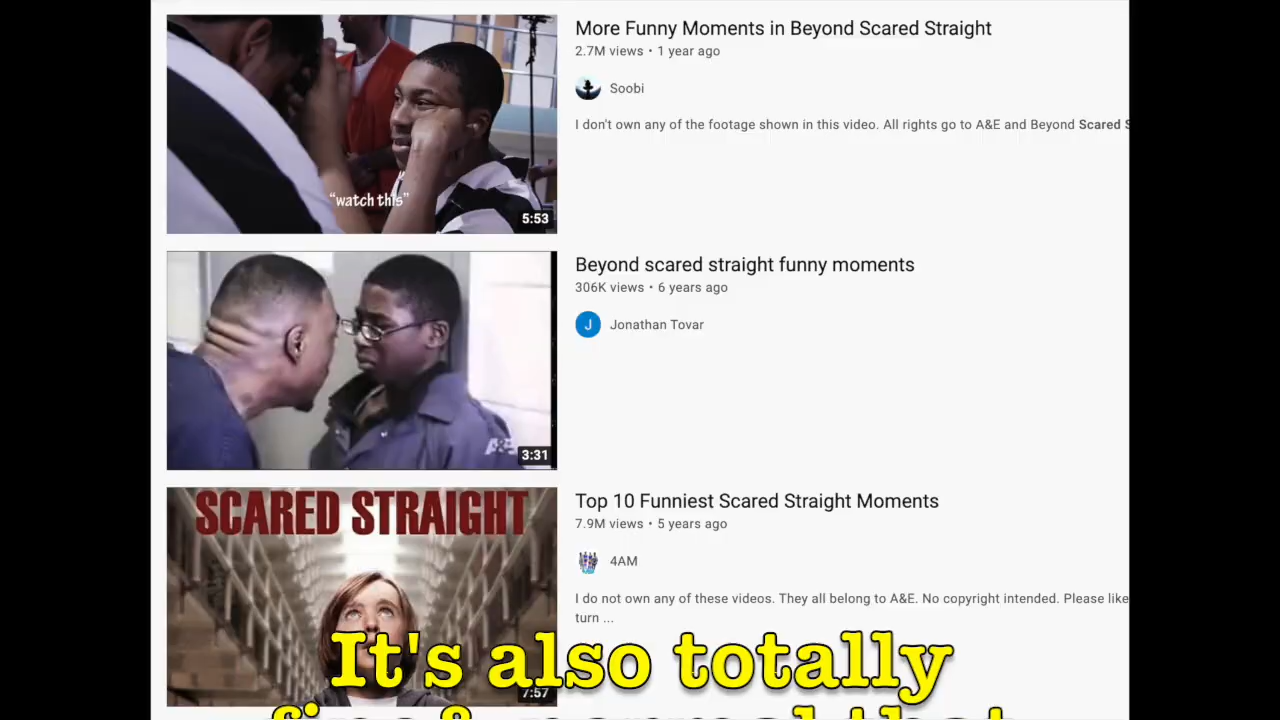 More Funny Moments in Beyond Scared Straight
2.7M views • 1 year ago
Soobi
I don't own any of the footage shown in this video. All rights go to A&E and Beyond Scared S
"watch this"
5:53
Beyond scared straight funny moments
306K views • 6 years ago
J
Jonathan Tovar
A&E
3:31
SCARED STRAIGHT
Top 10 Funniest Scared Straight Moments
7.9M views • 5 years ago
4AM
I do not own any of these videos. They all belong to A&E. No copyright intended. Please like
turn ...
7:57
It's also totally